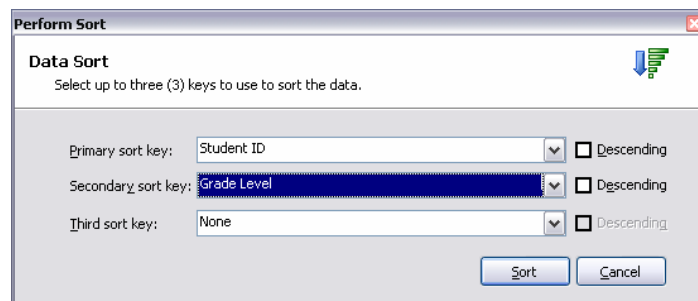 Perform Sort
Data Sort
Select up to three (3) keys to use to sort the data.
Primary sort key: Student ID Descending
Secondary sort key: Grade Level Descending
Third sort key: None Descending
Sort Cancel